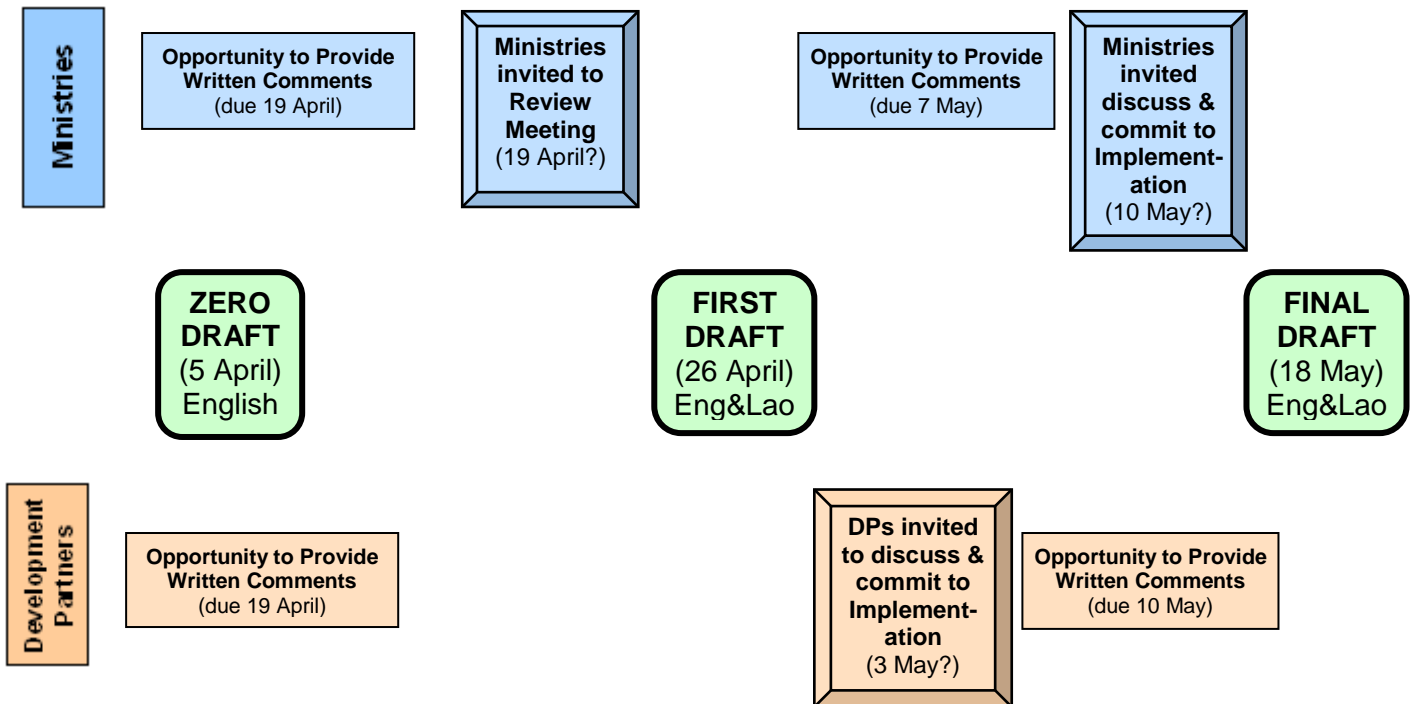 Ministries
Opportunity to Provide
Written Comments
(due 19 April)
Ministries
invited to
Review
Meeting
(19 April?)
Opportunity to Provide
Written Comments
(due 7 May)
Ministries
invited
discuss &
commit to
Implement-
ation
(10 May?)
ZERO
DRAFT
(5 April)
English
FIRST
DRAFT
(26 April)
Eng&Lao
FINAL
DRAFT
(18 May)
Eng&Lao
Development
Partners
Opportunity to Provide
Written Comments
(due 19 April)
DPs invited
to discuss &
commit to
Implement-
ation
(3 May?)
Opportunity to Provide
Written Comments
(due 10 May)